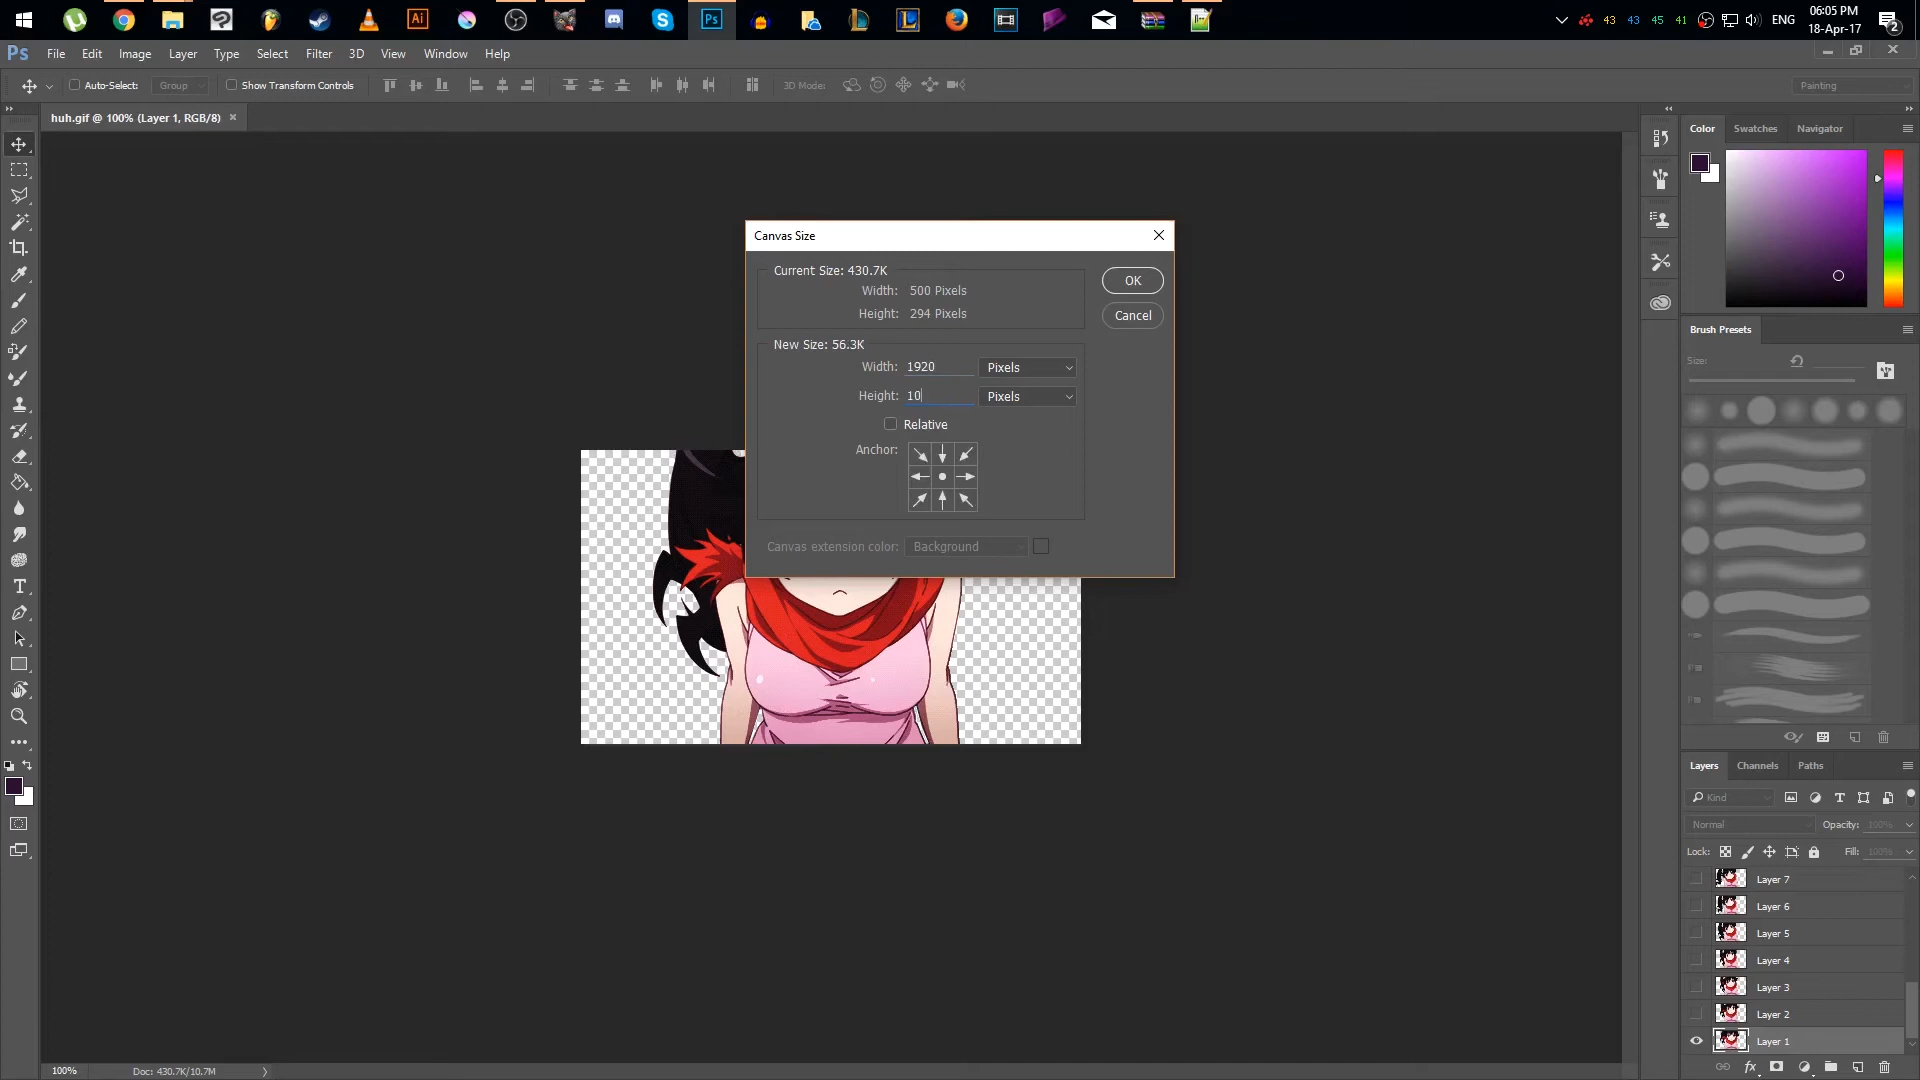 43 43 45 41 ENG 06:05 PM
18-Apr-17 2
Ps File Edit Image Layer Type Select Filter 3D View Window Help
Auto-Select: Group Show Transform Controls 3D Mode: Painting
huh.gif @ 100% (Layer 1, RGB/8)
Color Swatches Navigator
Canvas Size
Current Size: 430.7K
Width: 500 Pixels
Height: 294 Pixels
OK
Cancel
New Size: 56.3K
Width: 1920 Pixels
Height: 10 Pixels
Relative
Anchor:
Canvas extension color: Background
Brush Presets
Size:
Layers Channels Paths
Kind
Normal Opacity: 100%
Lock: Fill: 100%
Layer 7
Layer 6
Layer 5
Layer 4
Layer 3
Layer 2
Layer 1
fx
100% Doc: 430.7K/10.7M